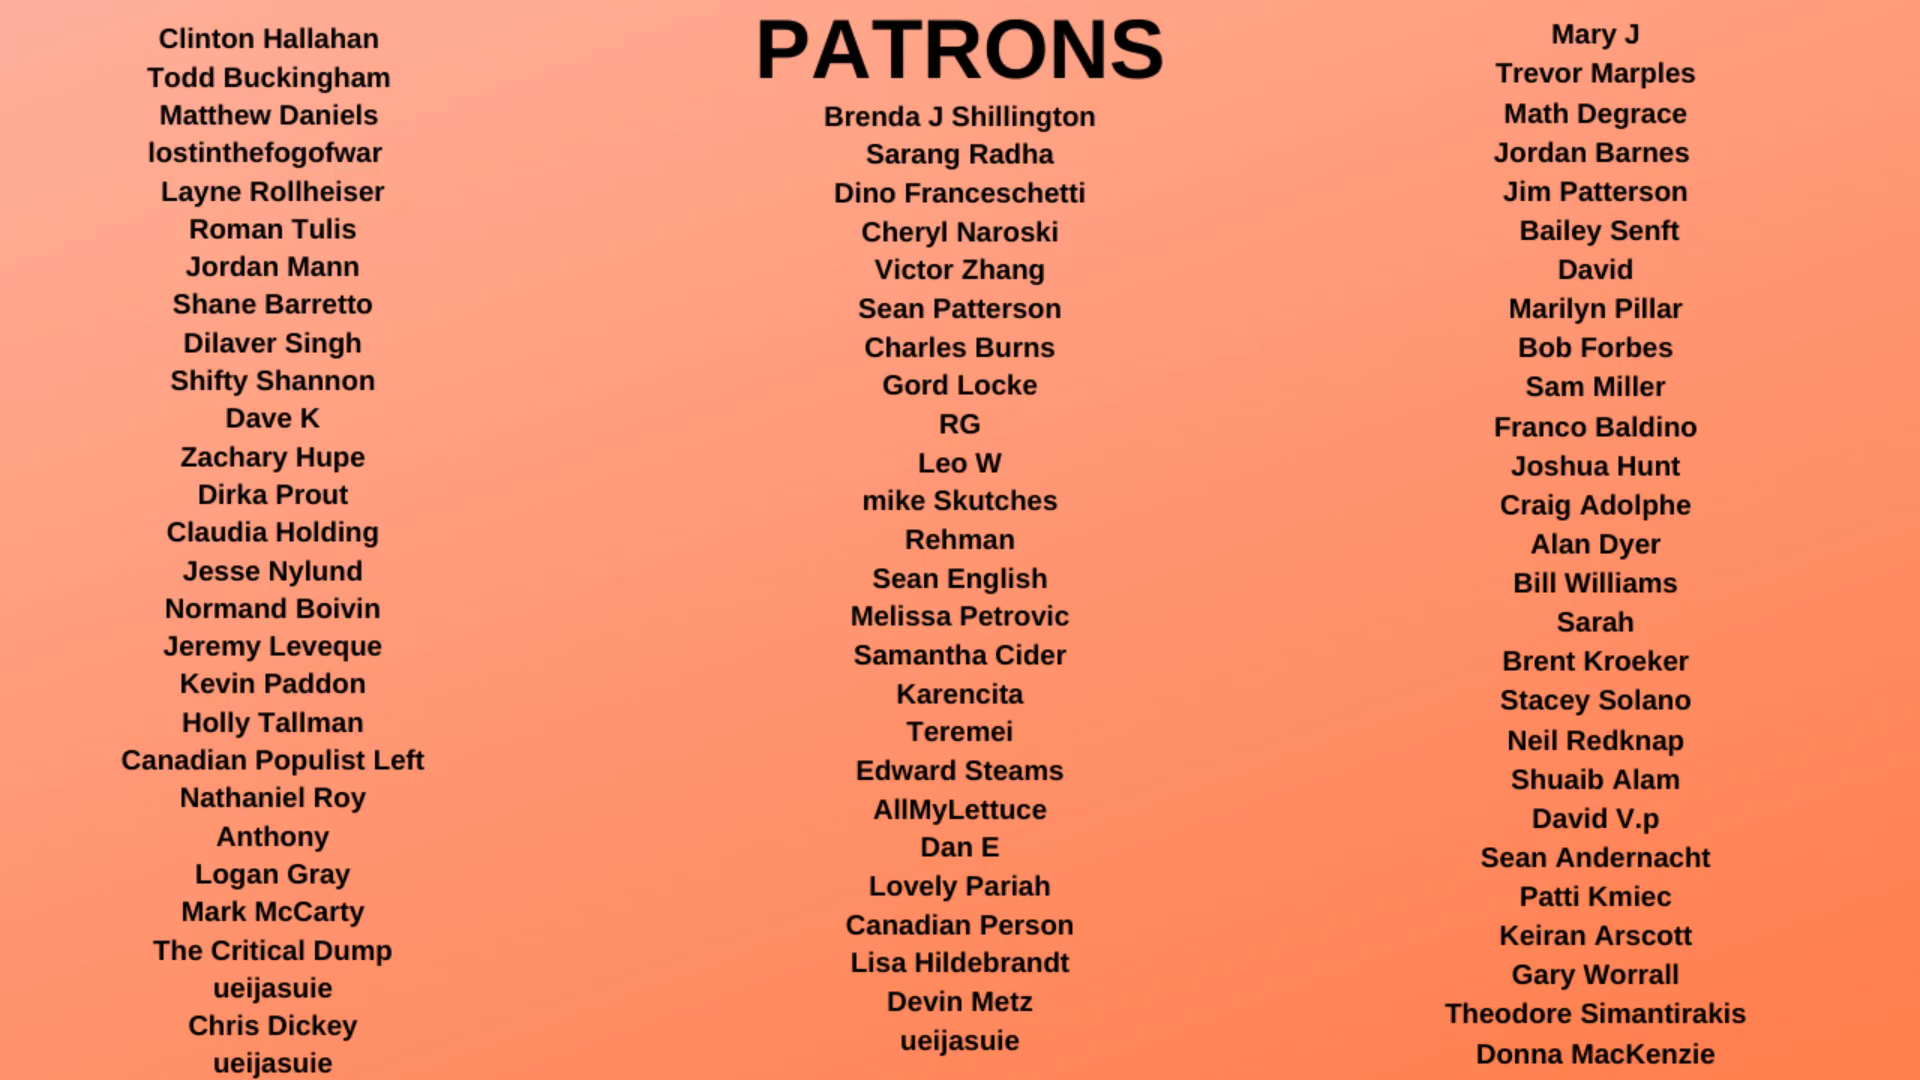 Clinton Hallahan
Todd Buckingham
Matthew Daniels
lostinthefogofwar
Layne Rollheiser
Roman Tulis
Jordan Mann
Shane Barretto
Dilaver Singh
Shifty Shannon
Dave K
Zachary Hupe
Dirka Prout
Claudia Holding
Jesse Nylund
Normand Boivin
Jeremy Leveque
Kevin Paddon
Holly Tallman
Canadian Populist Left
Nathaniel Roy
Anthony
Logan Gray
Mark McCarty
The Critical Dump
ueijasuie
Chris Dickey
ueijasuie
PATRONS
Brenda J Shillington
Sarang Radha
Dino Franceschetti
Cheryl Naroski
Victor Zhang
Sean Patterson
Charles Burns
Gord Locke
RG
Leo W
mike Skutches
Rehman
Sean English
Melissa Petrovic
Samantha Cider
Karencita
Teremei
Edward Steams
AllMyLettuce
Dan E
Lovely Pariah
Canadian Person
Lisa Hildebrandt
Devin Metz
ueijasuie
Mary J
Trevor Marples
Math Degrace
Jordan Barnes
Jim Patterson
Bailey Senft
David
Marilyn Pillar
Bob Forbes
Sam Miller
Franco Baldino
Joshua Hunt
Craig Adolphe
Alan Dyer
Bill Williams
Sarah
Brent Kroeker
Stacey Solano
Neil Redknap
Shuaib Alam
David V.p
Sean Andernacht
Patti Kmiec
Keiran Arscott
Gary Worrall
Theodore Simantirakis
Donna MacKenzie